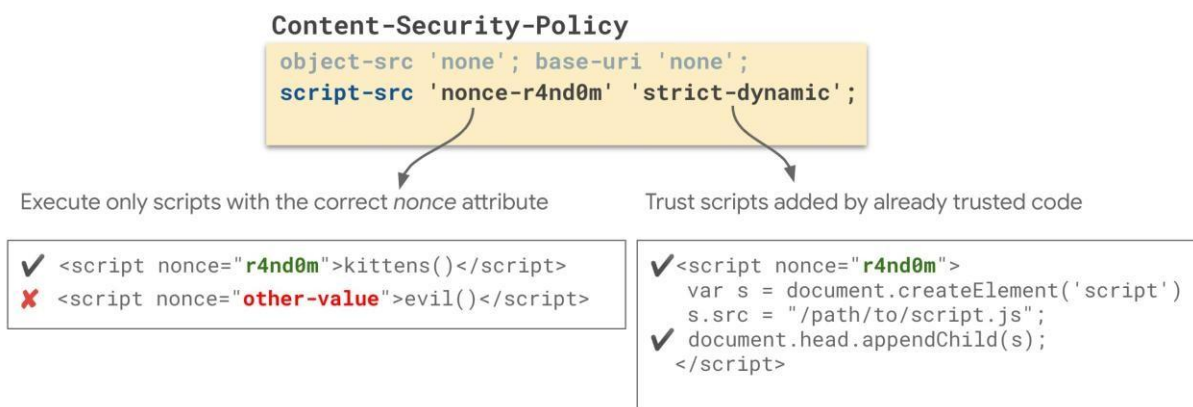 Content-Security-Policy
object-src 'none'; base-uri 'none';
script-src 'nonce-r4nd0m' 'strict-dynamic';
Execute only scripts with the correct nonce attribute
✔ <script nonce="r4nd0m">kittens()</script>
✘ <script nonce="other-value">evil()</script>
Trust scripts added by already trusted code
✔<script nonce="r4nd0m">
var s = document.createElement('script')
s.src = "/path/to/script.js";
✔ document.head.appendChild(s);
</script>